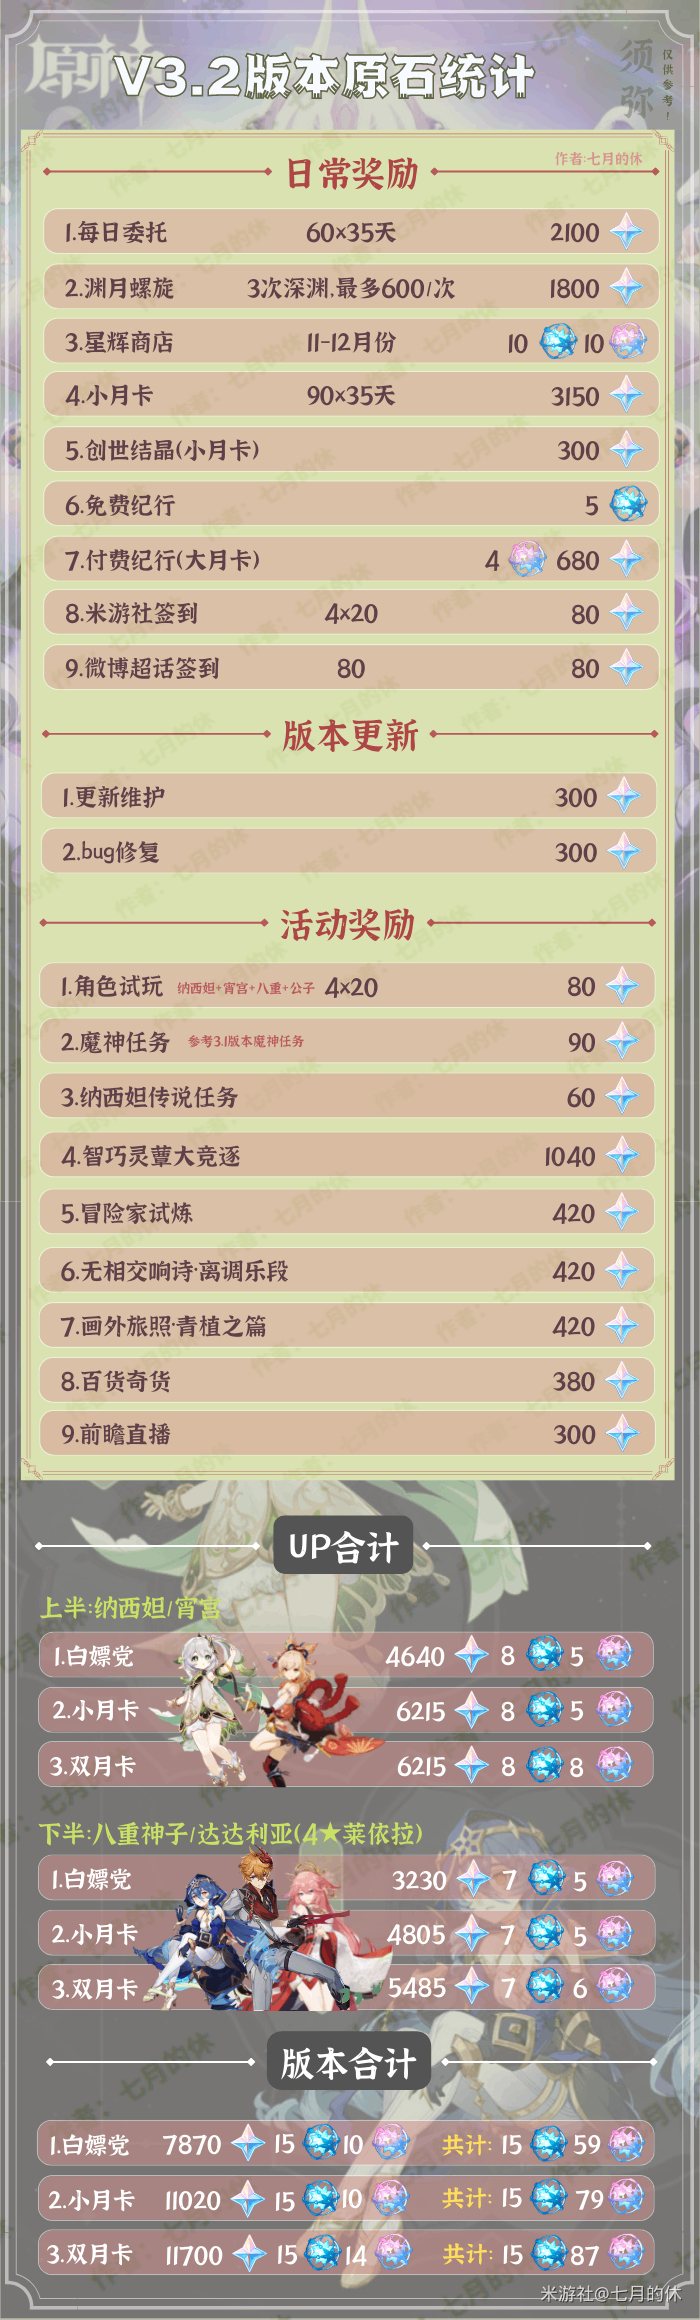 原神
V3.2版本原石统计
须弥
仅供参考!
作者:七月的休
日常奖励
1.每日委托 60×35天 2100
2.渊月螺旋 3次深渊,最多600/次 1800
3.星辉商店 11-12月份 10 10
4.小月卡 90×35天 3150
5.创世结晶(小月卡) 300
6.免费纪行 5
7.付费纪行(大月卡) 4 680
8.米游社签到 4×20 80
9.微博超话签到 80 80
版本更新
1.更新维护 300
2.bug修复 300
活动奖励
1.角色试玩 纳西妲+宵宫+八重+公子 4×20 80
2.魔神任务 参考3.1版本魔神任务 90
3.纳西妲传说任务 60
4.智巧灵蕈大竞逐 1040
5.冒险家试炼 420
6.无相交响诗·离调乐段 420
7.画外旅照·青植之篇 420
8.百货奇货 380
9.前瞻直播 300
UP合计
上半:纳西妲/宵宫
1.白嫖党 4640 8 5
2.小月卡 6215 8 5
3.双月卡 6215 8 8
下半:八重神子/达达利亚(4★莱依拉)
1.白嫖党 3230 7 5
2.小月卡 4805 7 5
3.双月卡 5485 7 6
版本合计
1.白嫖党 7870 15 10 共计: 15 59
2.小月卡 11020 15 10 共计: 15 79
3.双月卡 11700 15 14 共计: 15 87
米游社@七月的休